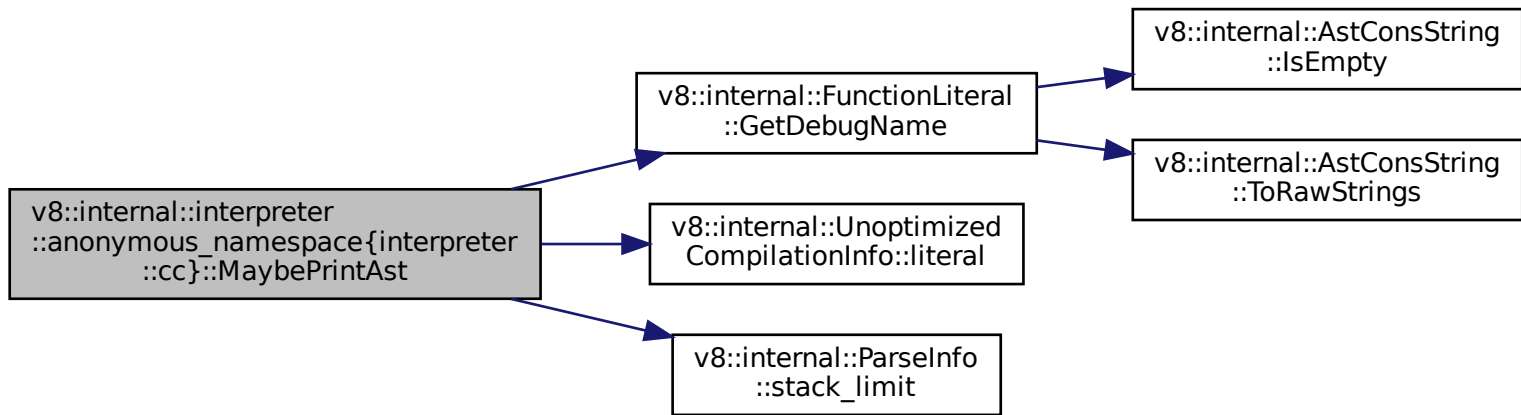 v8::internal::interpreter
::anonymous_namespace{interpreter
::cc}::MaybePrintAst
v8::internal::FunctionLiteral
::GetDebugName
v8::internal::AstConsString
::IsEmpty
v8::internal::AstConsString
::ToRawStrings
v8::internal::Unoptimized
CompilationInfo::literal
v8::internal::ParseInfo
::stack_limit